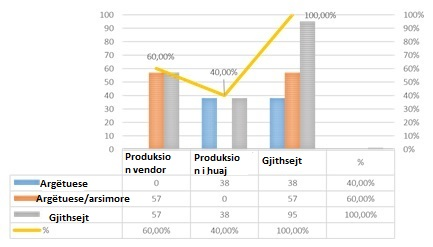 100 100,00% 100%
90 90%
80 60,00% 80%
70 70%
60 40,00% 60%
50 50%
40 40%
30 30%
20 20%
10 10%
0 0%
Produksio
n vendor
Produksio
n i huaj
Gjithsejt
%
Argëtuese 0 38 38 40,00%
Argëtuese/arsimore 57 0 57 60,00%
Gjithsejt 57 38 95 100,00%
% 60,00% 40,00% 100,00%